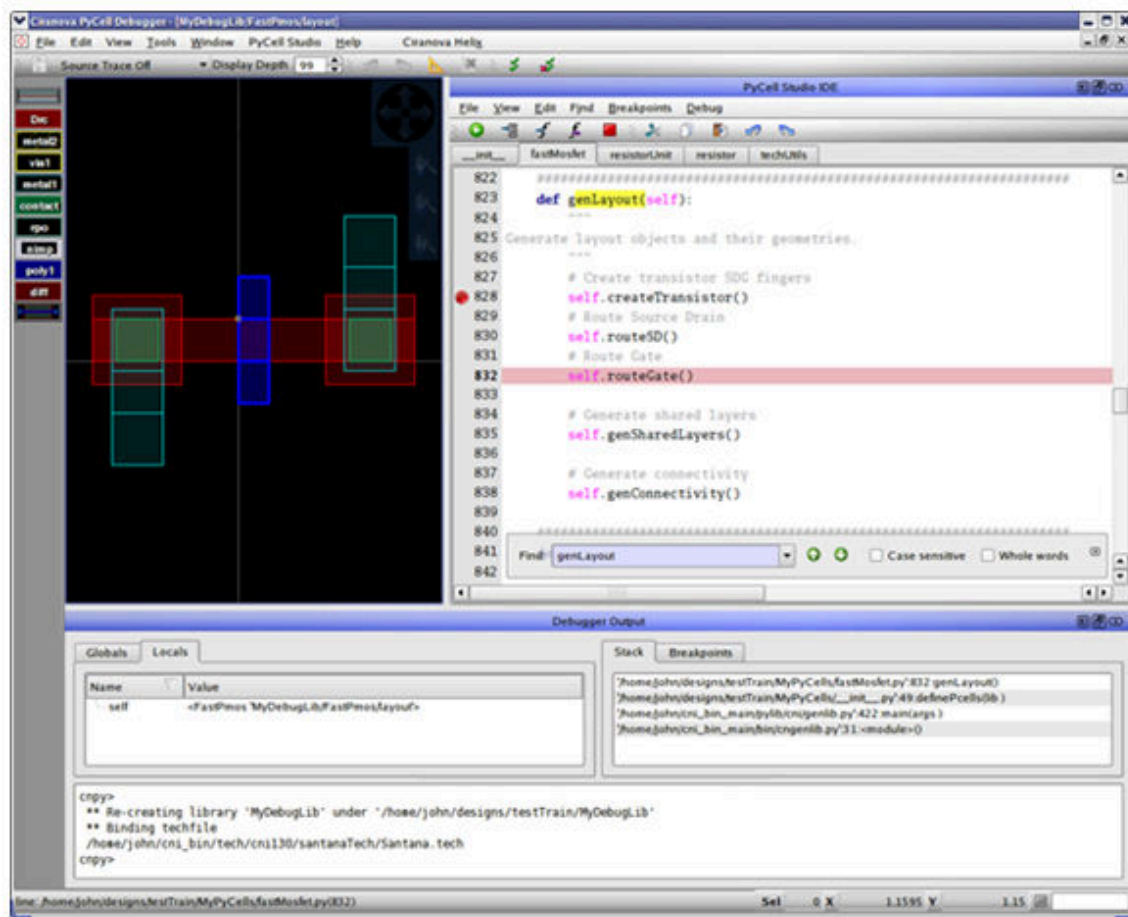 Ciranova PyCell Debugger - [MyDebugLib/FastPmos/layout]
File Edit View Tools Window PyCell Studio Help Ciranova Helix
Source Trace Off Display Depth 99
Drc
metal2
via1
metal1
contact
rpo
nimp
poly1
diff
PyCell Studio IDE
File View Edit Find Breakpoints Debug
__init__ fastMosfet resistorUnit resistor techUtils
822 ######################################################################
823 def genLayout(self):
824 """
825 Generate layout objects and their geometries.
826 """
827 # Create transistor SDG fingers
828 self.createTransistor()
829 # Route Source Drain
830 self.routeSD()
831 # Route Gate
832 self.routeGate()
833
834 # Generate shared layers
835 self.genSharedLayers()
836
837 # Generate connectivity
838 self.genConnectivity()
839
840 ######################################################################
841
842
Find: genLayout Case sensitive Whole words
Debugger Output
Globals Locals
Name Value
self <FastPmos 'MyDebugLib/FastPmos/layout'>
Stack Breakpoints
'/home/john/designs/testTrain/MyPyCells/fastMosfet.py':832:genLayout()
'/home/john/designs/testTrain/MyPyCells/__init__.py':49:definePcells(lib )
'/home/john/cni_bin_main/pylib/cni/genlib.py':422:main(args )
'/home/john/cni_bin_main/bin/cngenlib.py':31:<module>()
cnpy>
** Re-creating library 'MyDebugLib' under '/home/john/designs/testTrain/MyDebugLib'
** Binding techfile
/home/john/cni_bin/tech/cni130/santanaTech/Santana.tech
cnpy>
line: /home/john/designs/testTrain/MyPyCells/fastMosfet.py(832) Sel 0 X 1.1595 Y 1.15